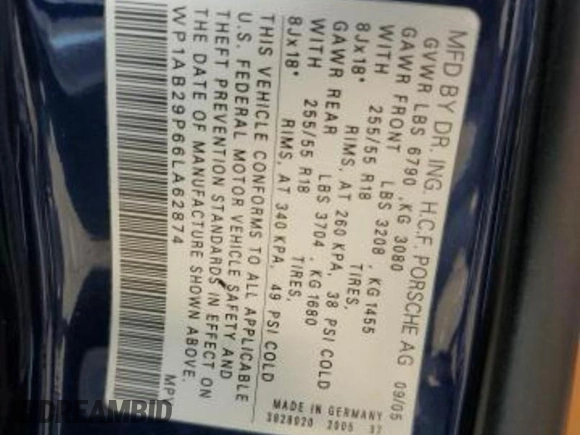 MFD BY DR. ING. H.C.F. PORSCHE AG 09/05
GVWR LBS 6790 ,KG 3080
GAWR FRONT LBS 3208 , KG 1455
WITH 255/55 R18 TIRES,
8Jx18" RIMS, AT 260 KPA, 38 PSI COLD
GAWR REAR LBS 3704 , KG 1680
WITH 255/55 R18 TIRES,
8Jx18" RIMS, AT 340 KPA, 49 PSI COLD
THIS VEHICLE CONFORMS TO ALL APPLICABLE
U.S. FEDERAL MOTOR VEHICLE SAFETY AND
THEFT PREVENTION STANDARDS IN EFFECT ON
THE DATE OF MANUFACTURE SHOWN ABOVE.
WP1AB29P66LA62874 MPV
MADE IN GERMANY
3028020 2005 37
DREAMBID